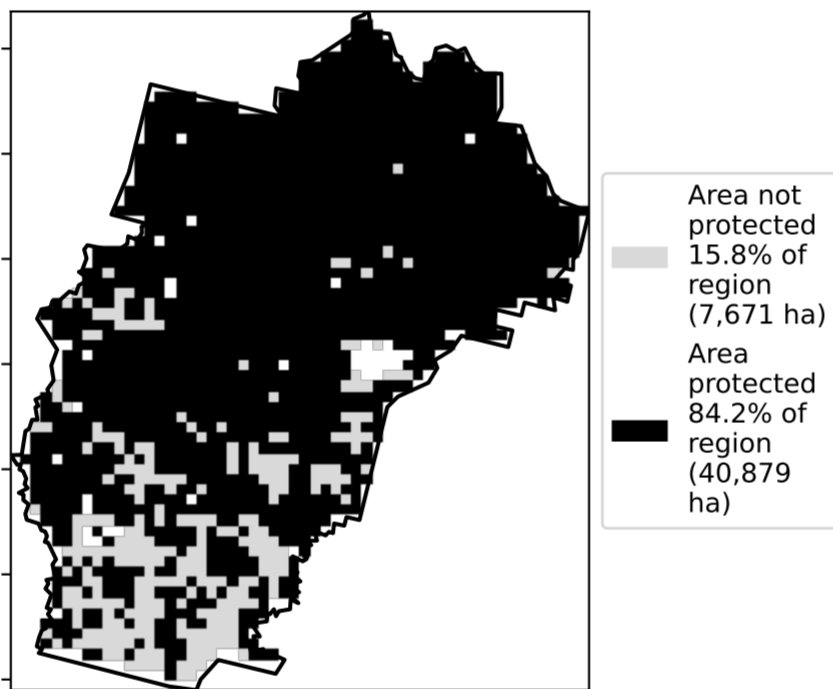 Area not
protected
15.8% of
region
(7,671 ha)
Area
protected
84.2% of
region
(40,879
ha)